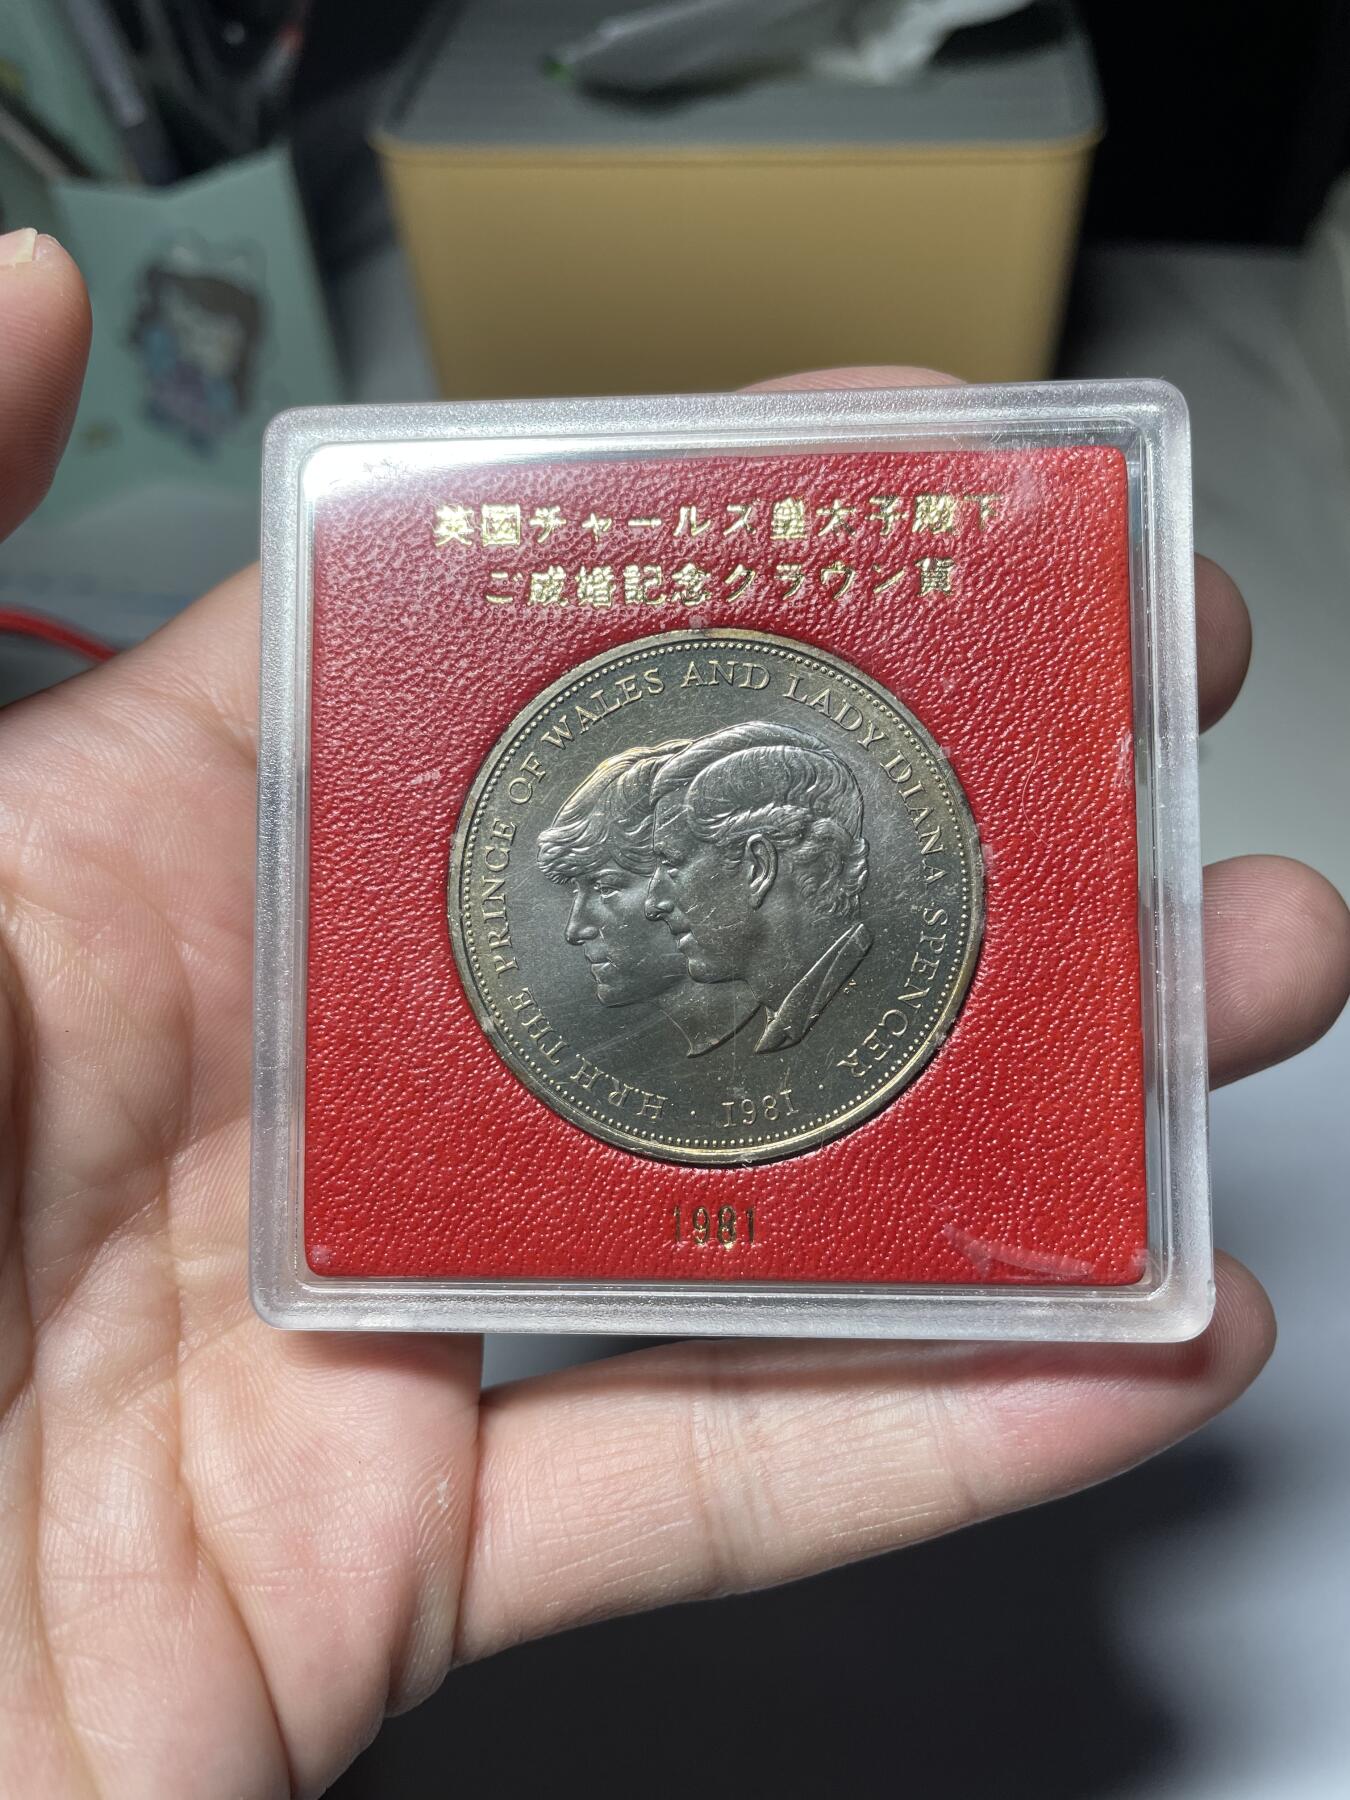 英國チャールズ皇太子殿下
ご成婚記念クラウン貨
H.R.H. THE PRINCE OF WALES AND LADY DIANA SPENCER
· 1981 ·
1981